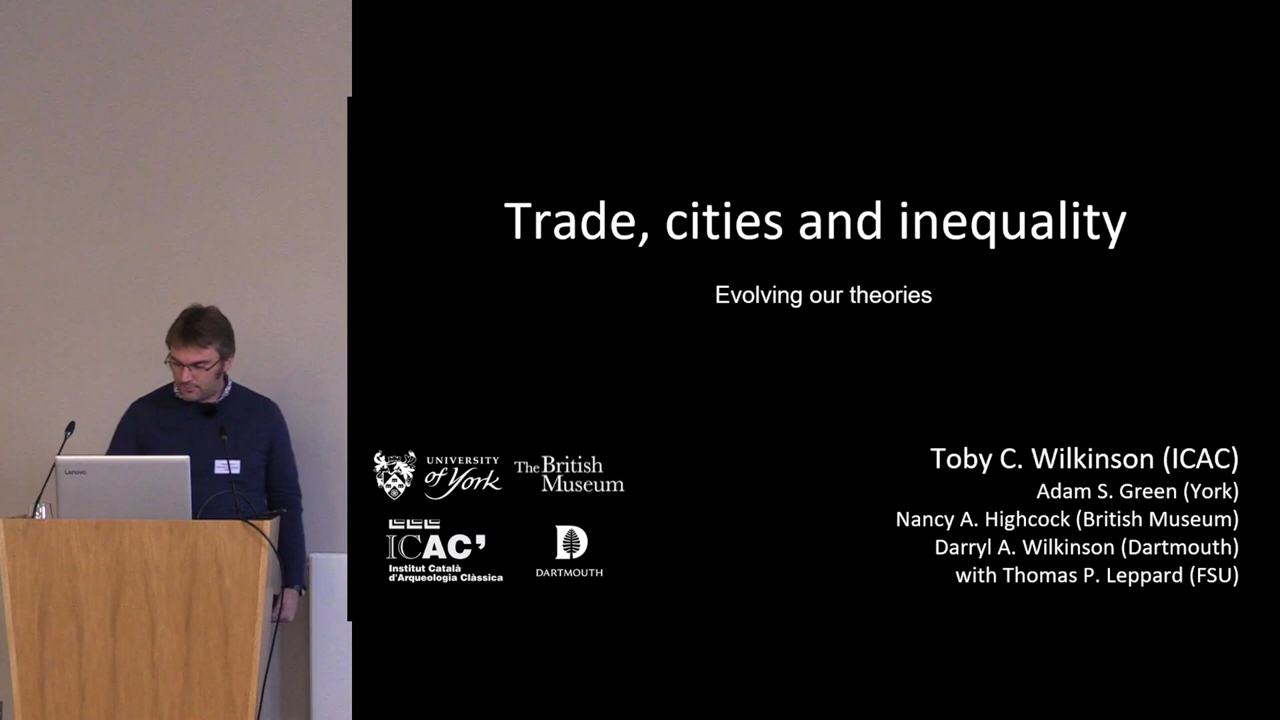 Trade, cities and inequality
Evolving our theories
UNIVERSITY
of York
The British
Museum
ICAC’
Institut Català
d'Arqueologia Clàssica
DARTMOUTH
Toby C. Wilkinson (ICAC)
Adam S. Green (York)
Nancy A. Highcock (British Museum)
Darryl A. Wilkinson (Dartmouth)
with Thomas P. Leppard (FSU)
Lenovo